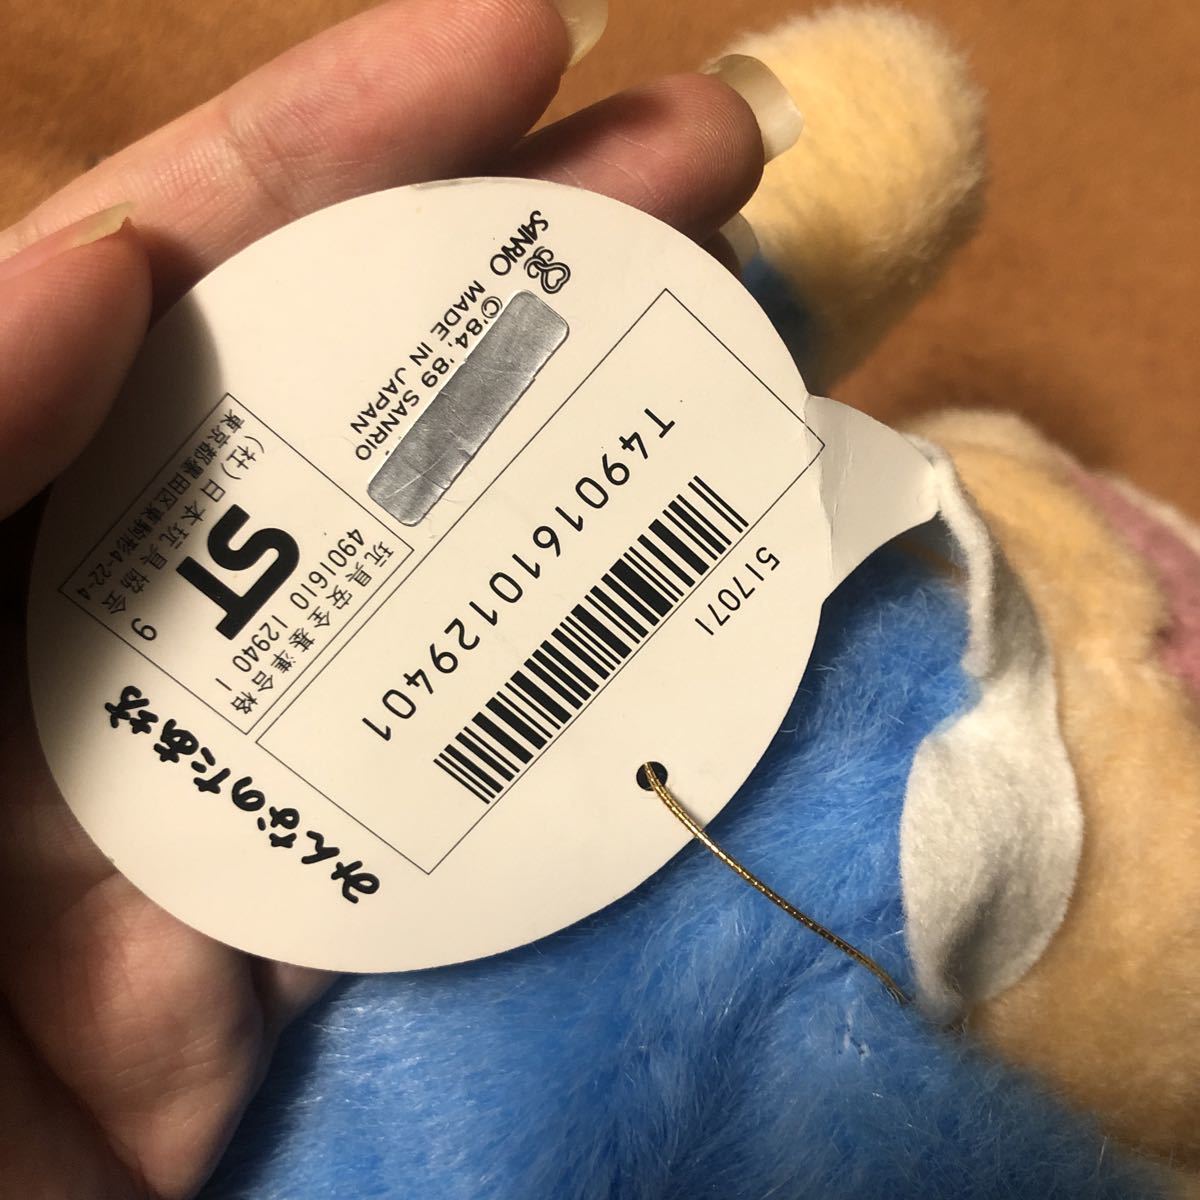 SANRIO
©'84, '89 SANRIO
MADE IN JAPAN
T4901610129401
517071
玩具安全基準合格
4901610 12940 1
ST
(社)日本玩具協会 9
東京都墨田区東駒形4-22-4
みんなのたあ坊